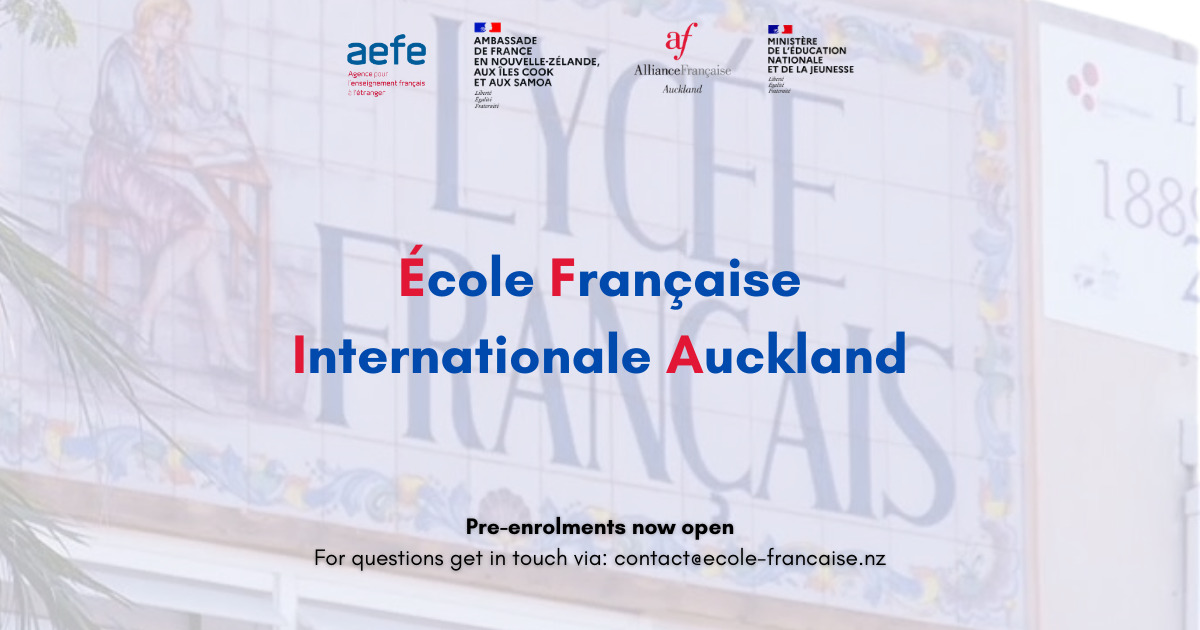 aefe
Agence pour
l'enseignement français
à l'étranger
AMBASSADE
DE FRANCE
EN NOUVELLE-ZÉLANDE,
AUX ÎLES COOK
ET AUX SAMOA
Liberté
Égalité
Fraternité
af
AllianceFrançaise
Auckland
MINISTÈRE
DE L'ÉDUCATION
NATIONALE
ET DE LA JEUNESSE
Liberté
Égalité
Fraternité
LYCÉE
FRANÇAIS
École Française
Internationale Auckland
Pre-enrolments now open
For questions get in touch via: contact@ecole-francaise.nz